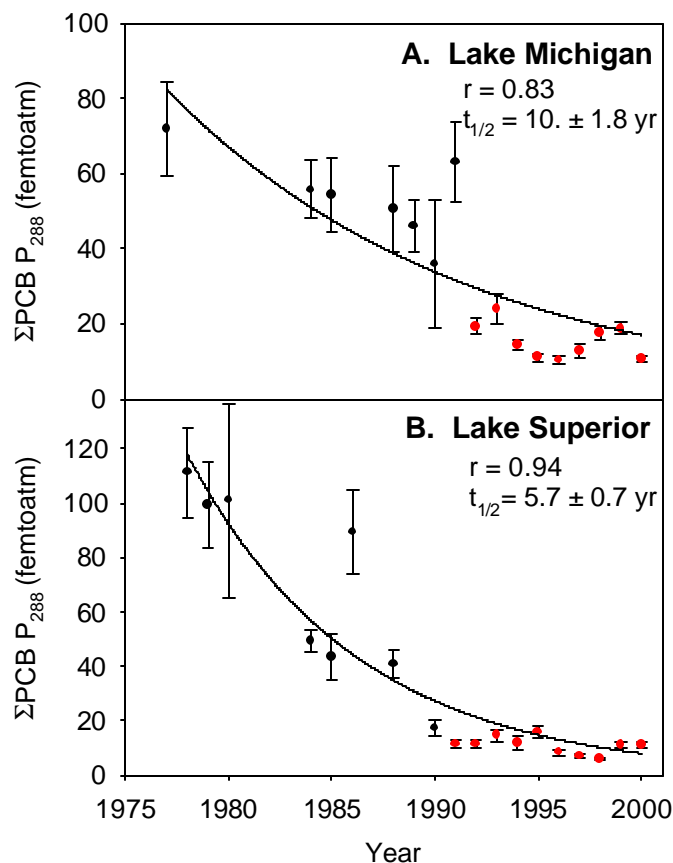 100
A. Lake Michigan
r = 0.83
80
t1/2 = 10. ± 1.8 yr
60
40
20
0
ΣPCB P288 (femtoatm)
B. Lake Superior
r = 0.94
t1/2= 5.7 ± 0.7 yr
120
100
80
60
40
20
0
ΣPCB P288 (femtoatm)
1975 1980 1985 1990 1995 2000
Year